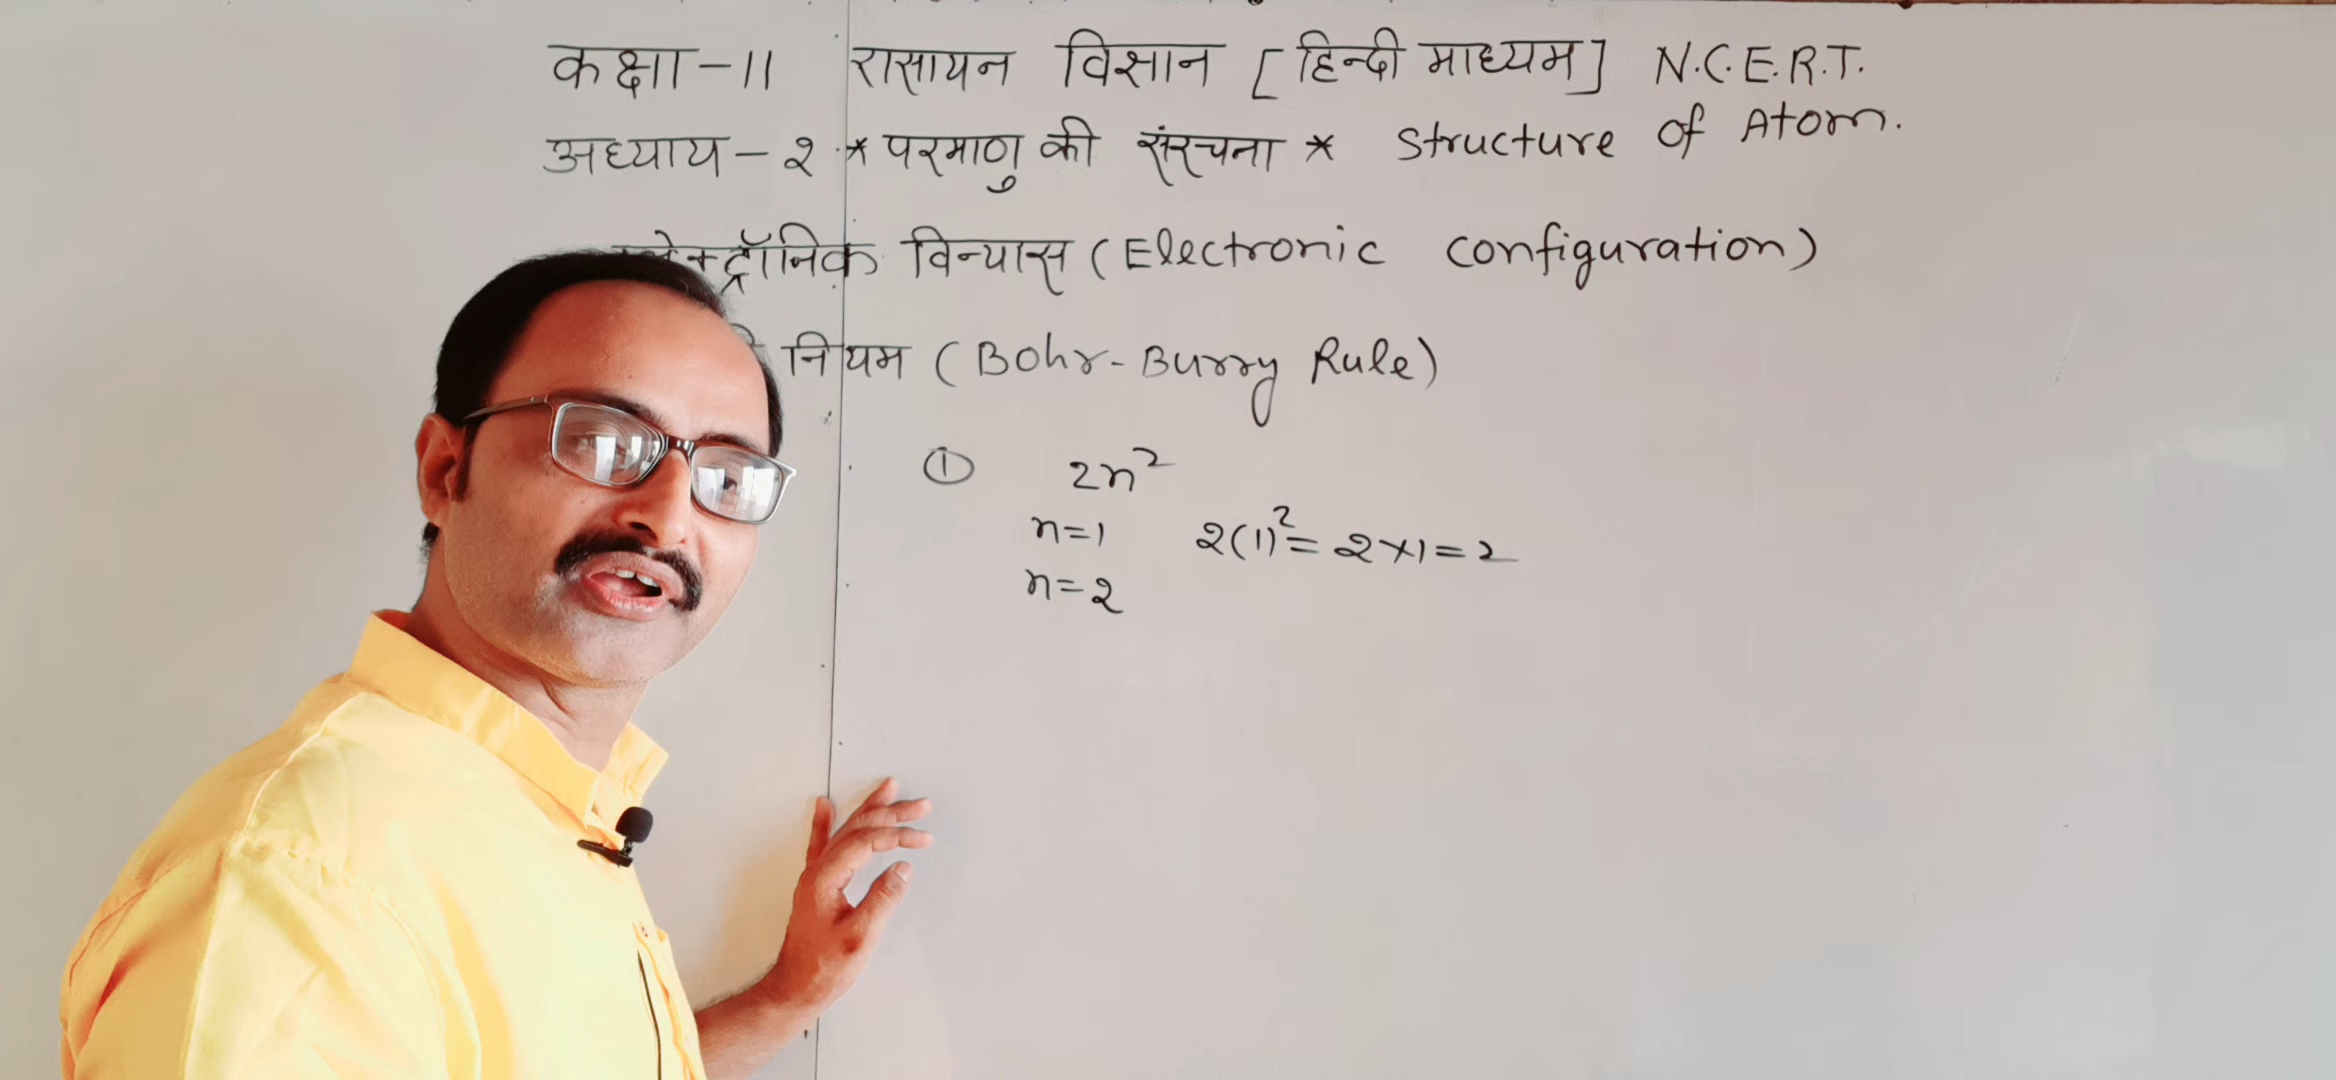 कक्षा - 11 रासायन विज्ञान [हिन्दी माध्यम] N.C.E.R.T.
अध्याय - २ * परमाणु की संरचना * Structure of Atom.
विन्यास (Electronic Configuration)
नियम (Bohr-Burry Rule)
① 2n²
n=1 2(1)² = 2×1=2
n=2